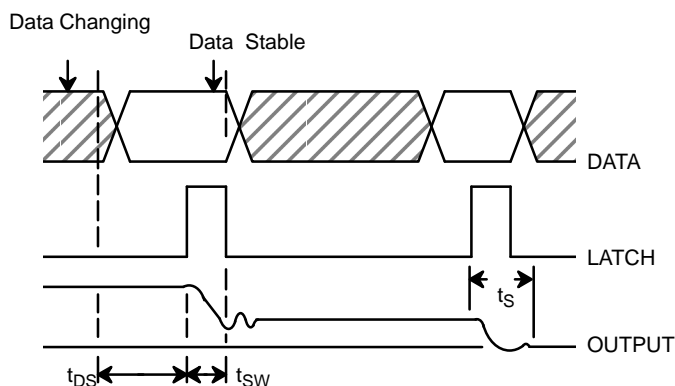 Data Changing
Data Stable
DATA
LATCH
tS
OUTPUT
tDS
tSW